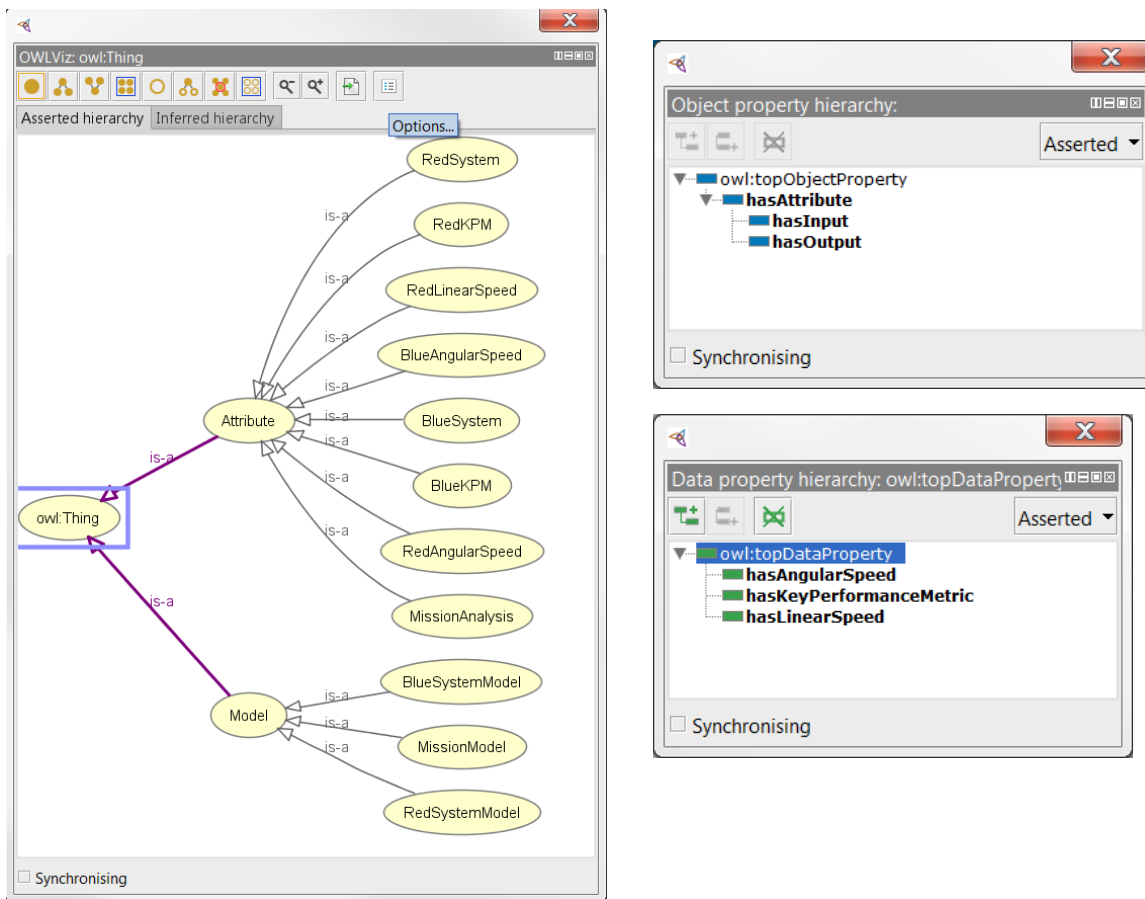 OWLViz: owl:Thing
Asserted hierarchy
Inferred hierarchy
Options...
RedSystem
is-a
RedKPM
is-a
RedLinearSpeed
is-a
BlueAngularSpeed
is-a
Attribute
is-a
BlueSystem
is-a
is-a
BlueKPM
is-a
owl:Thing
is-a
RedAngularSpeed
is-a
MissionAnalysis
BlueSystemModel
is-a
Model
is-a
MissionModel
is-a
RedSystemModel
Synchronising
Object property hierarchy:
Asserted
owl:topObjectProperty
hasAttribute
hasInput
hasOutput
Synchronising
Data property hierarchy: owl:topDataProperty
Asserted
owl:topDataProperty
hasAngularSpeed
hasKeyPerformanceMetric
hasLinearSpeed
Synchronising